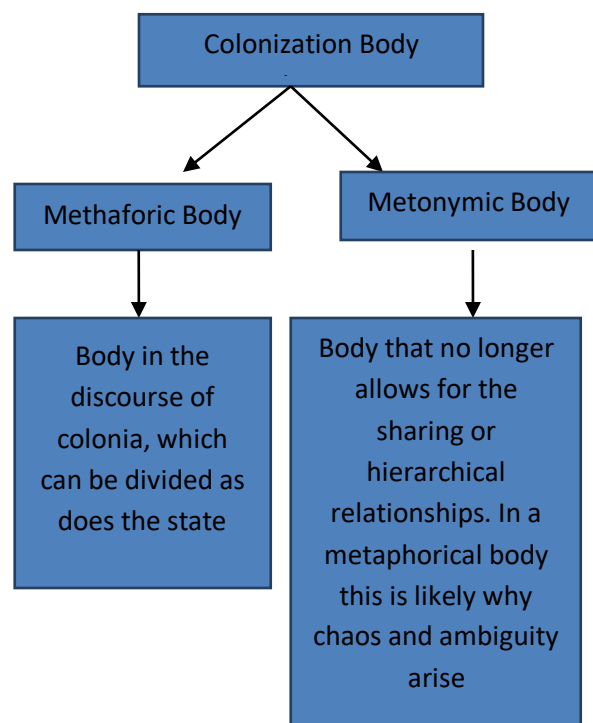 Colonization Body
Methaforic Body
Metonymic Body
Body in the
discourse of
colonia, which
can be divided as
does the state
Body that no longer
allows for the
sharing or
hierarchical
relationships. In a
metaphorical body
this is likely why
chaos and ambiguity
arise